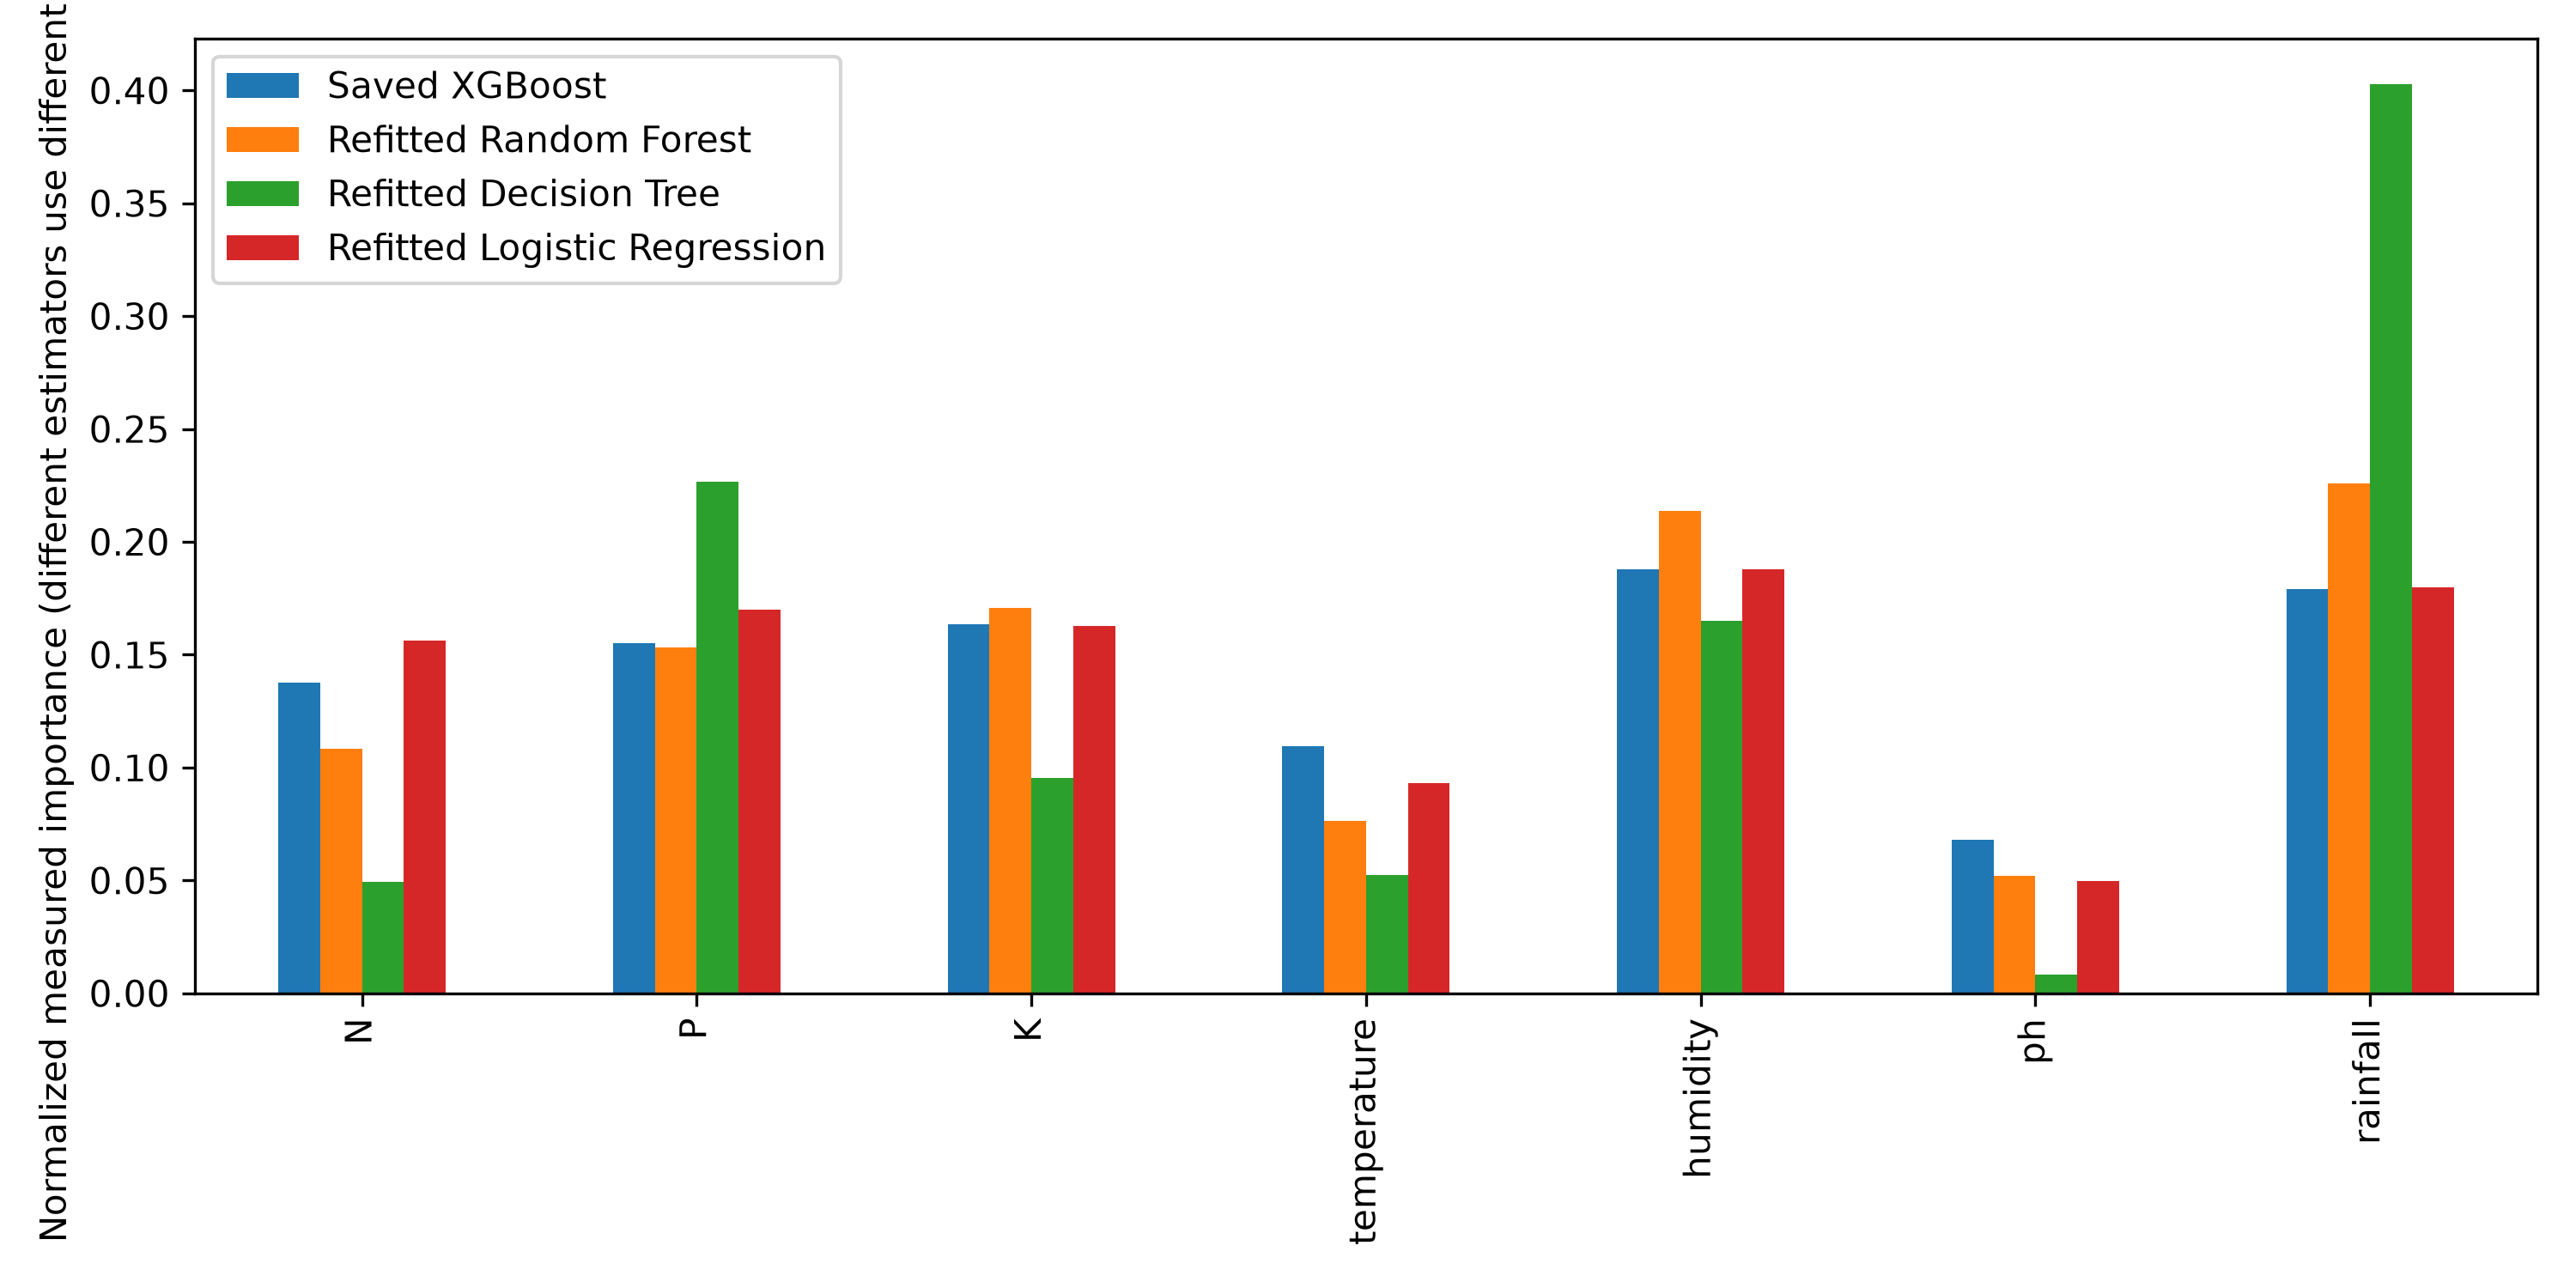 Normalized measured importance (different estimators use different
0.40
0.35
0.30
0.25
0.20
0.15
0.10
0.05
0.00
Saved XGBoost
Refitted Random Forest
Refitted Decision Tree
Refitted Logistic Regression
N
P
K
temperature
humidity
ph
rainfall